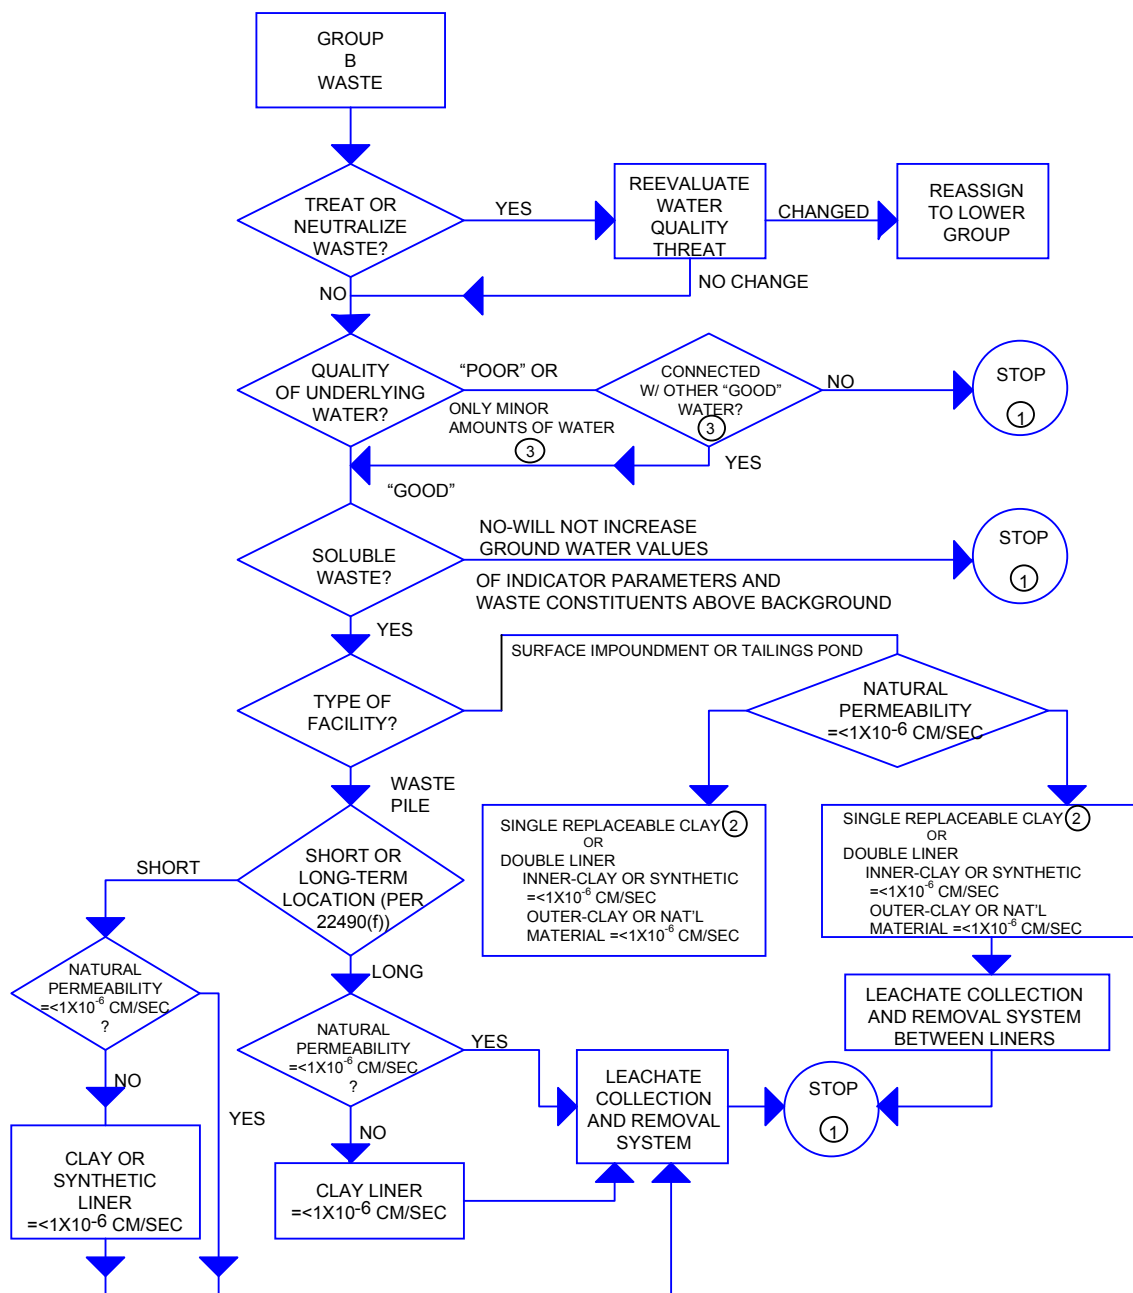 GROUP
B
WASTE
TREAT OR
NEUTRALIZE
WASTE?
YES
REEVALUATE
WATER
QUALITY
THREAT
CHANGED
REASSIGN
TO LOWER
GROUP
NO
NO CHANGE
QUALITY
OF UNDERLYING
WATER?
“POOR” OR
ONLY MINOR
AMOUNTS OF WATER
3
CONNECTED
W/ OTHER “GOOD”
WATER?
3
NO
STOP
1
YES
“GOOD”
SOLUBLE
WASTE?
NO-WILL NOT INCREASE
GROUND WATER VALUES
OF INDICATOR PARAMETERS AND
WASTE CONSTITUENTS ABOVE BACKGROUND
STOP
1
YES
SURFACE IMPOUNDMENT OR TAILINGS POND
TYPE OF
FACILITY?
NATURAL
PERMEABILITY
=<1X10-6 CM/SEC
WASTE
PILE
SINGLE REPLACEABLE CLAY 2
OR
DOUBLE LINER
INNER-CLAY OR SYNTHETIC
=<1X10-6 CM/SEC
OUTER-CLAY OR NAT'L
MATERIAL =<1X10-6 CM/SEC
SINGLE REPLACEABLE CLAY 2
OR
DOUBLE LINER
INNER-CLAY OR SYNTHETIC
=<1X10-6 CM/SEC
OUTER-CLAY OR NAT'L
MATERIAL =<1X10-6 CM/SEC
SHORT
SHORT OR
LONG-TERM
LOCATION (PER
22490(f))
LONG
NATURAL
PERMEABILITY
=<1X10-6 CM/SEC
?
NATURAL
PERMEABILITY
=<1X10-6 CM/SEC
?
YES
LEACHATE COLLECTION
AND REMOVAL SYSTEM
BETWEEN LINERS
LEACHATE
COLLECTION
AND REMOVAL
SYSTEM
STOP
1
NO
YES
NO
CLAY OR
SYNTHETIC
LINER
=<1X10-6 CM/SEC
CLAY LINER
=<1X10-6 CM/SEC